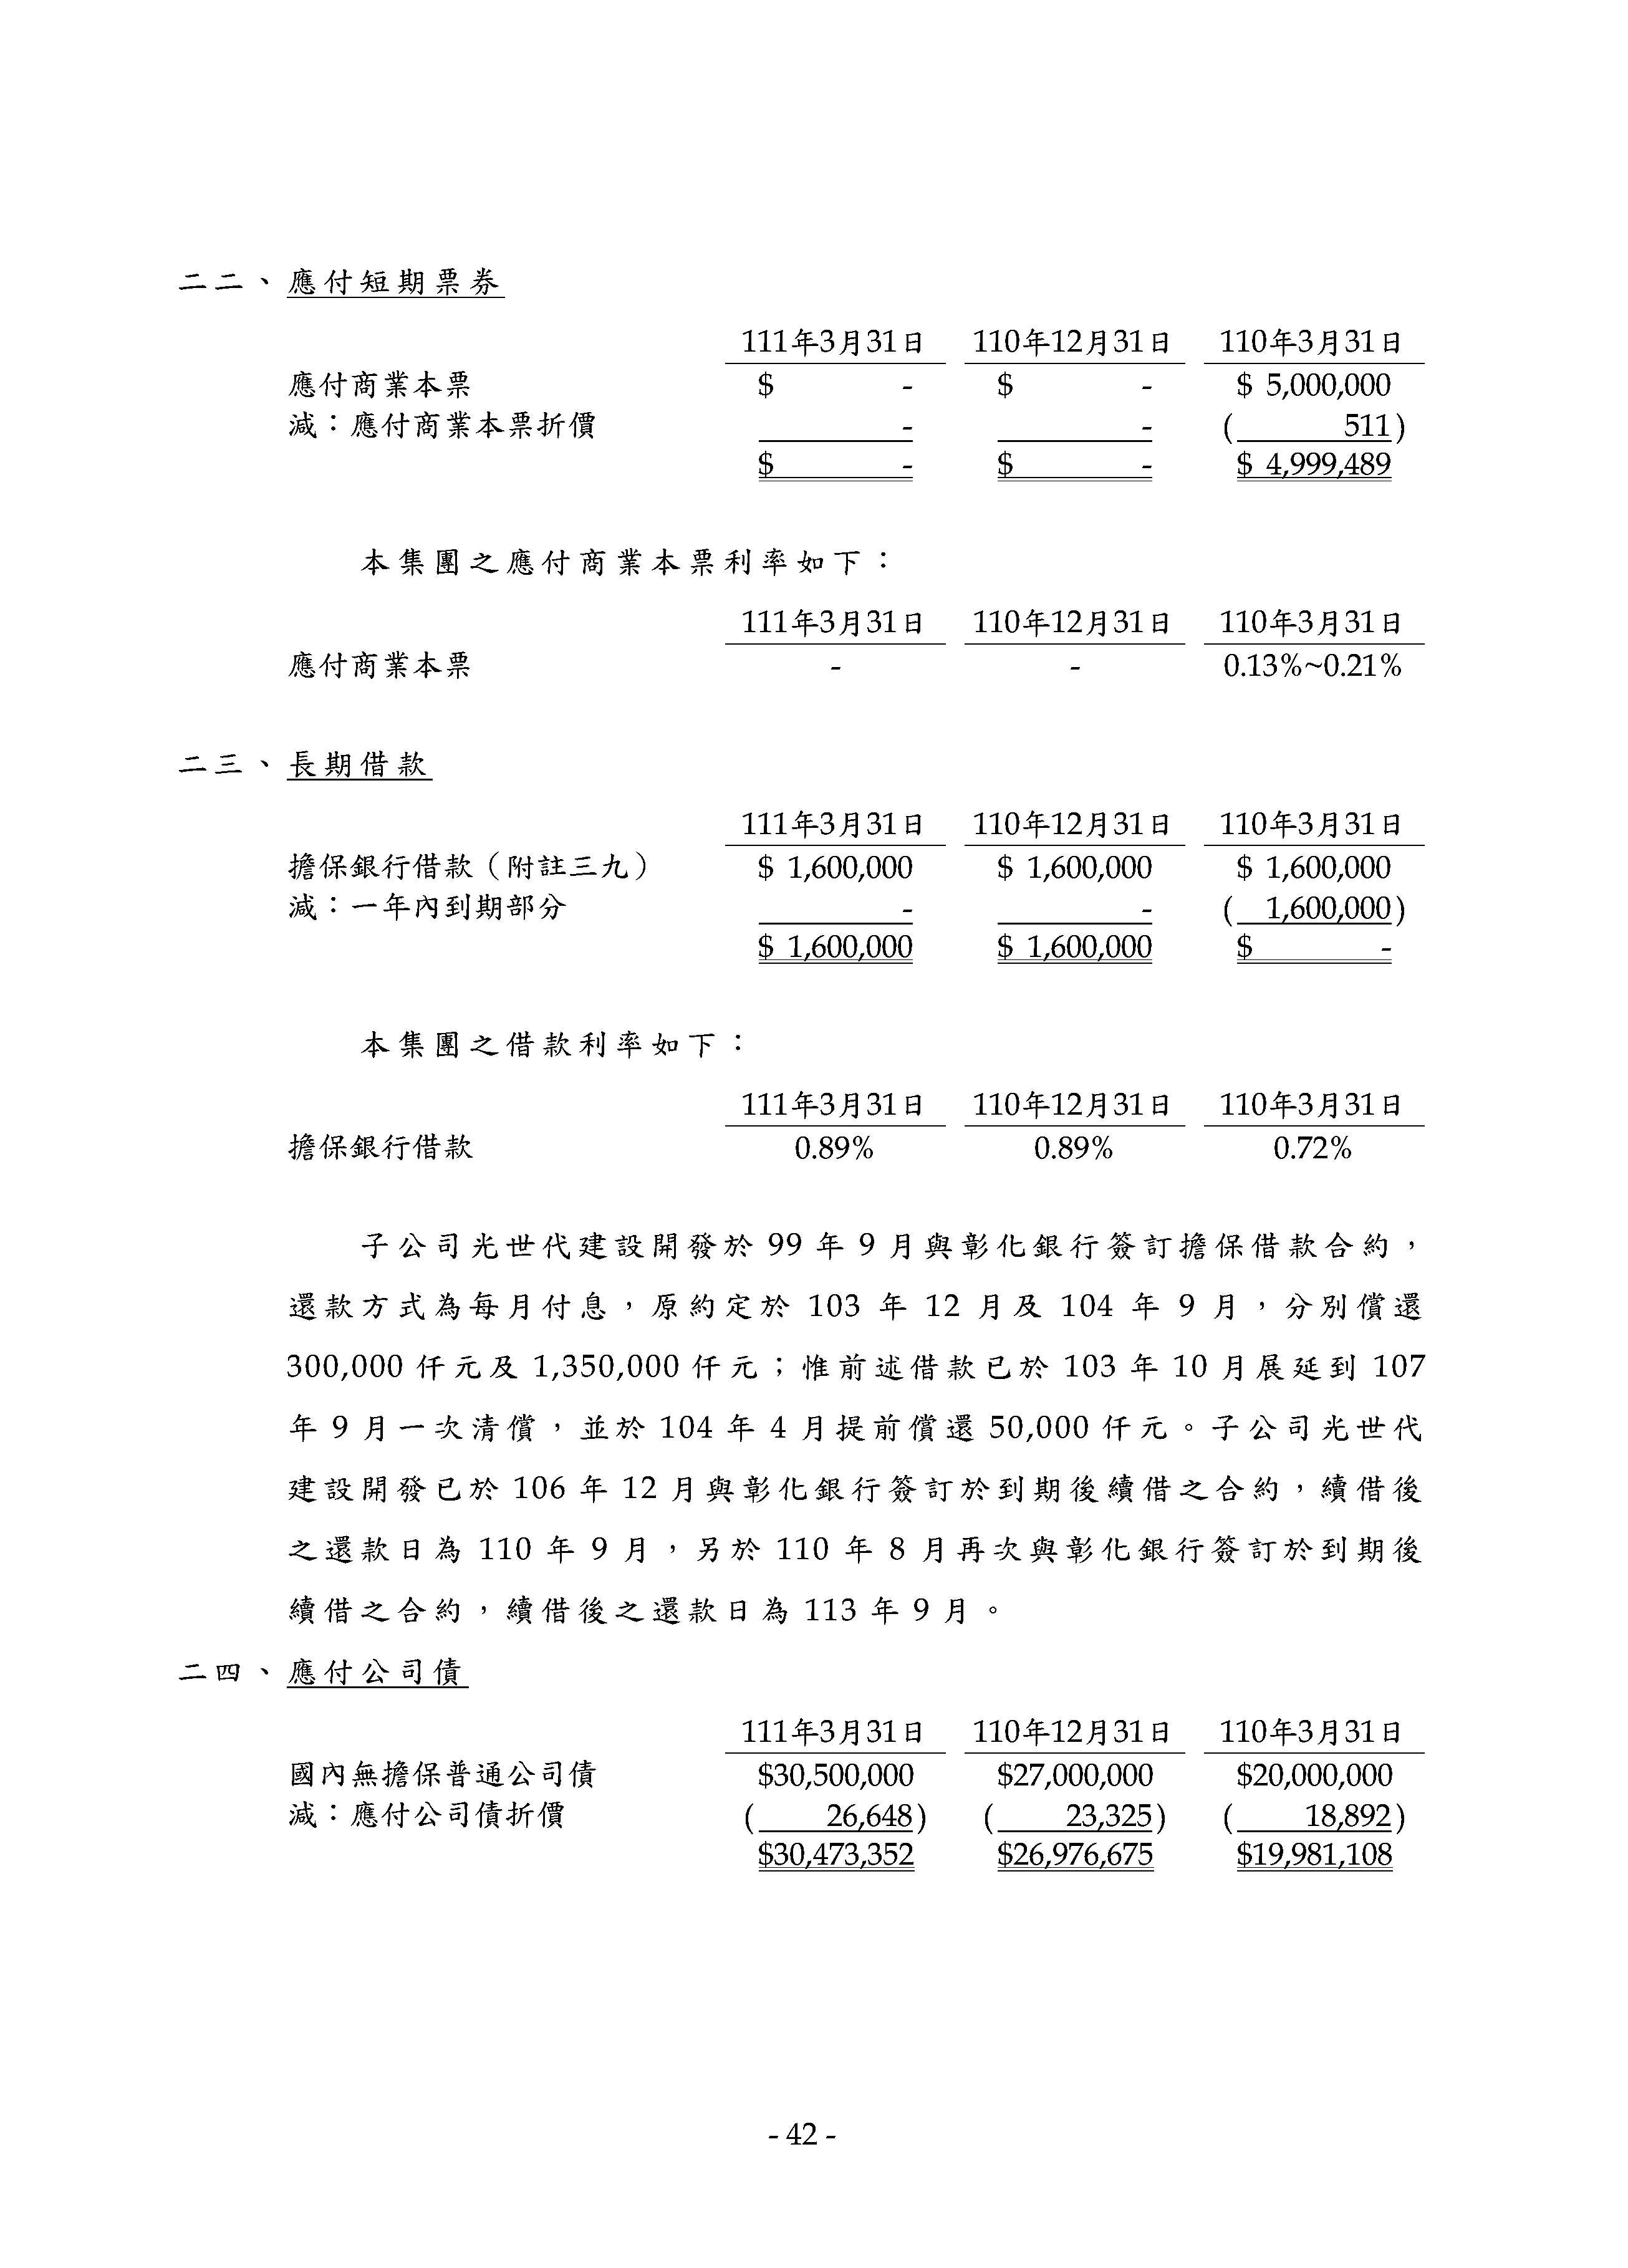 二二、應付短期票券
111年3月31日 110年12月31日 110年3月31日
應付商業本票 $ - $ - $ 5,000,000
減：應付商業本票折價 - - ( 511)
$ - $ - $ 4,999,489
本集團之應付商業本票利率如下：
111年3月31日 110年12月31日 110年3月31日
應付商業本票 - - 0.13%~0.21%
二三、長期借款
111年3月31日 110年12月31日 110年3月31日
擔保銀行借款（附註三九） $ 1,600,000 $ 1,600,000 $ 1,600,000
減：一年內到期部分 - - ( 1,600,000)
$ 1,600,000 $ 1,600,000 $ -
本集團之借款利率如下：
111年3月31日 110年12月31日 110年3月31日
擔保銀行借款 0.89% 0.89% 0.72%
子公司光世代建設開發於 99 年 9 月與彰化銀行簽訂擔保借款合約，
還款方式為每月付息，原約定於 103 年 12 月及 104 年 9 月，分別償還
300,000 仟元及 1,350,000 仟元；惟前述借款已於 103 年 10 月展延到 107
年 9 月一次清償，並於 104 年 4 月提前償還 50,000 仟元。子公司光世代
建設開發已於 106 年 12 月與彰化銀行簽訂於到期後續借之合約，續借後
之還款日為 110 年 9 月，另於 110 年 8 月再次與彰化銀行簽訂於到期後
續借之合約，續借後之還款日為 113 年 9 月。
二四、應付公司債
111年3月31日 110年12月31日 110年3月31日
國內無擔保普通公司債 $30,500,000 $27,000,000 $20,000,000
減：應付公司債折價 ( 26,648) ( 23,325) ( 18,892)
$30,473,352 $26,976,675 $19,981,108
- 42 -